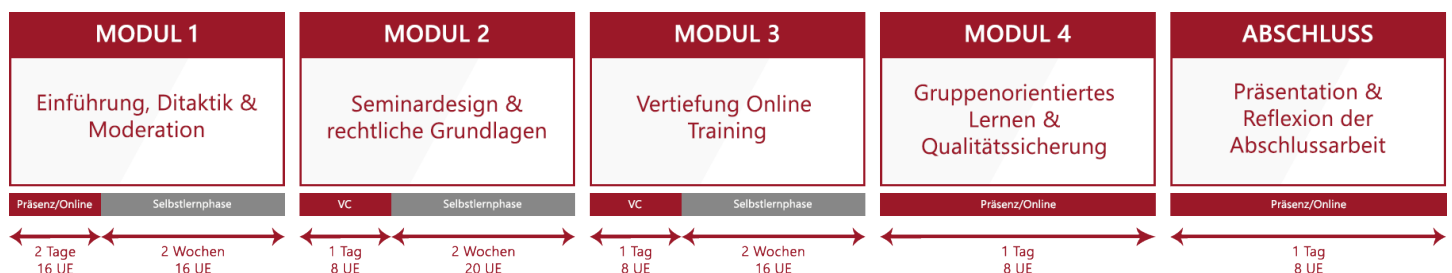 MODUL 1
Einführung, Ditaktik &
Moderation
Präsenz/Online
Selbstlernphase
2 Tage
16 UE
2 Wochen
16 UE
MODUL 2
Seminardesign &
rechtliche Grundlagen
VC
Selbstlernphase
1 Tag
8 UE
2 Wochen
20 UE
MODUL 3
Vertiefung Online
Training
VC
Selbstlernphase
1 Tag
8 UE
2 Wochen
16 UE
MODUL 4
Gruppenorientiertes
Lernen &
Qualitätssicherung
Präsenz/Online
1 Tag
8 UE
ABSCHLUSS
Präsentation &
Reflexion der
Abschlussarbeit
Präsenz/Online
1 Tag
8 UE